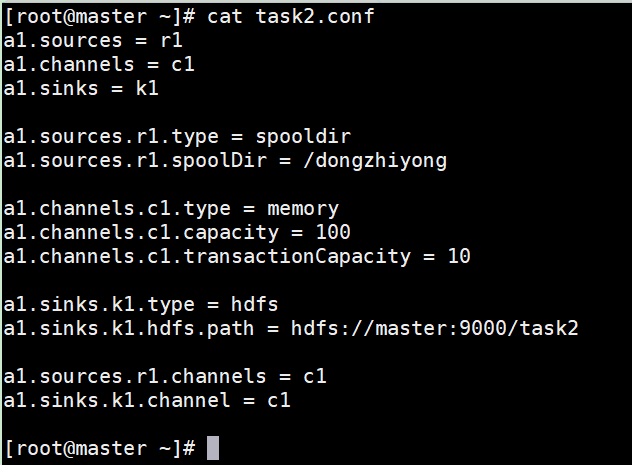 [root@master ~]# cat task2.conf
a1.sources = r1
a1.channels = c1
a1.sinks = k1
a1.sources.r1.type = spooldir
a1.sources.r1.spoolDir = /dongzhiyong
a1.channels.c1.type = memory
a1.channels.c1.capacity = 100
a1.channels.c1.transactionCapacity = 10
a1.sinks.k1.type = hdfs
a1.sinks.k1.hdfs.path = hdfs://master:9000/task2
a1.sources.r1.channels = c1
a1.sinks.k1.channel = c1
[root@master ~]#